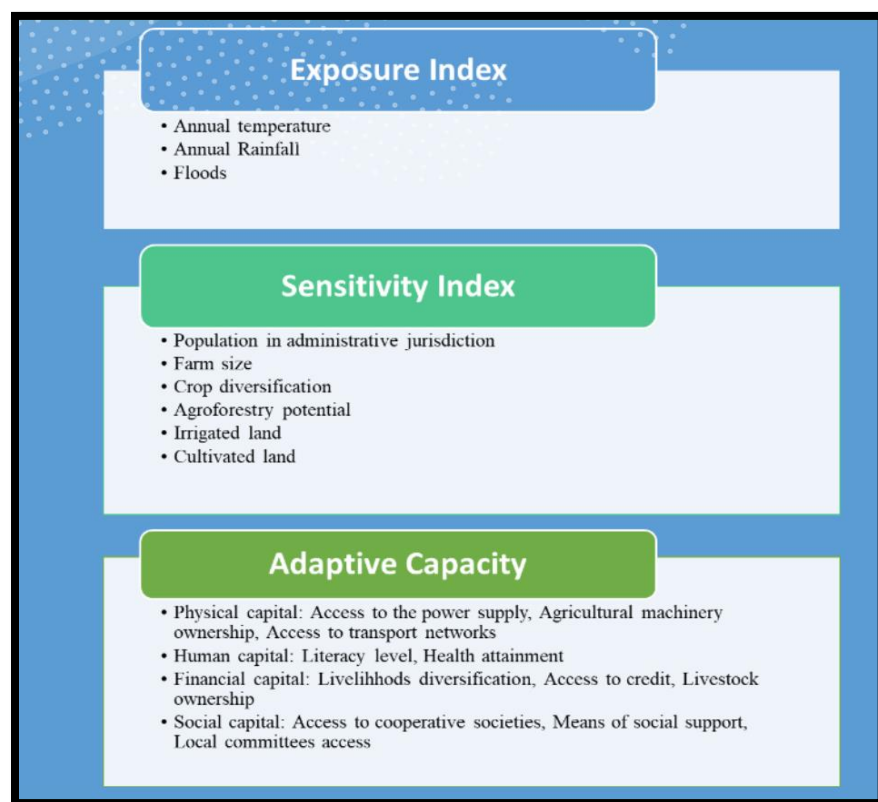 Exposure Index
• Annual temperature
• Annual Rainfall
• Floods
Sensitivity Index
• Population in administrative jurisdiction
• Farm size
• Crop diversification
• Agroforestry potential
• Irrigated land
• Cultivated land
Adaptive Capacity
• Physical capital: Access to the power supply, Agricultural machinery
ownership, Access to transport networks
• Human capital: Literacy level, Health attainment
• Financial capital: Livelihhods diversification, Access to credit, Livestock
ownership
• Social capital: Access to cooperative societies, Means of social support,
Local committees access